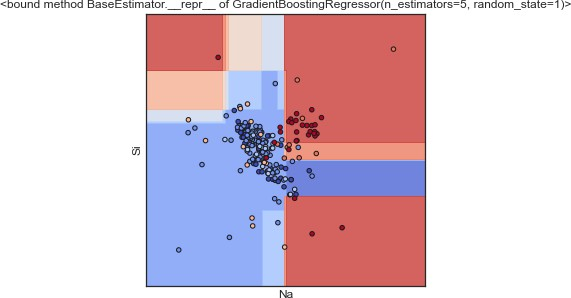 <bound method BaseEstimator.__repr__ of GradientBoostingRegressor(n_estimators=5, random_state=1)>
Si
Na